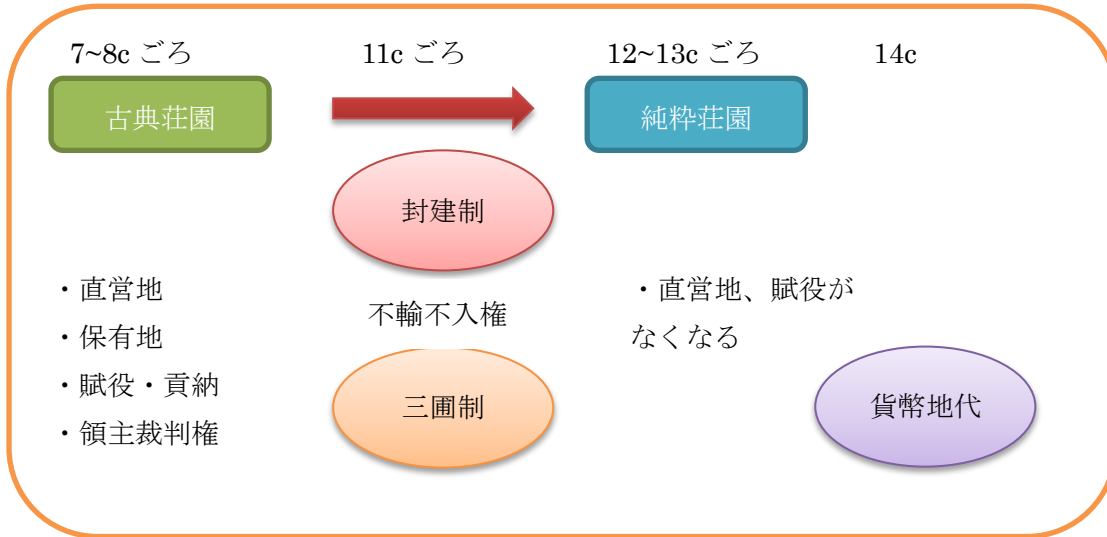 7~8c ごろ
11c ごろ
12~13c ごろ
14c
古典荘園
純粋荘園
封建制
・直営地
・保有地
・賦役・貢納
・領主裁判権
不輸不入権
三圃制
・直営地、賦役が
なくなる
貨幣地代